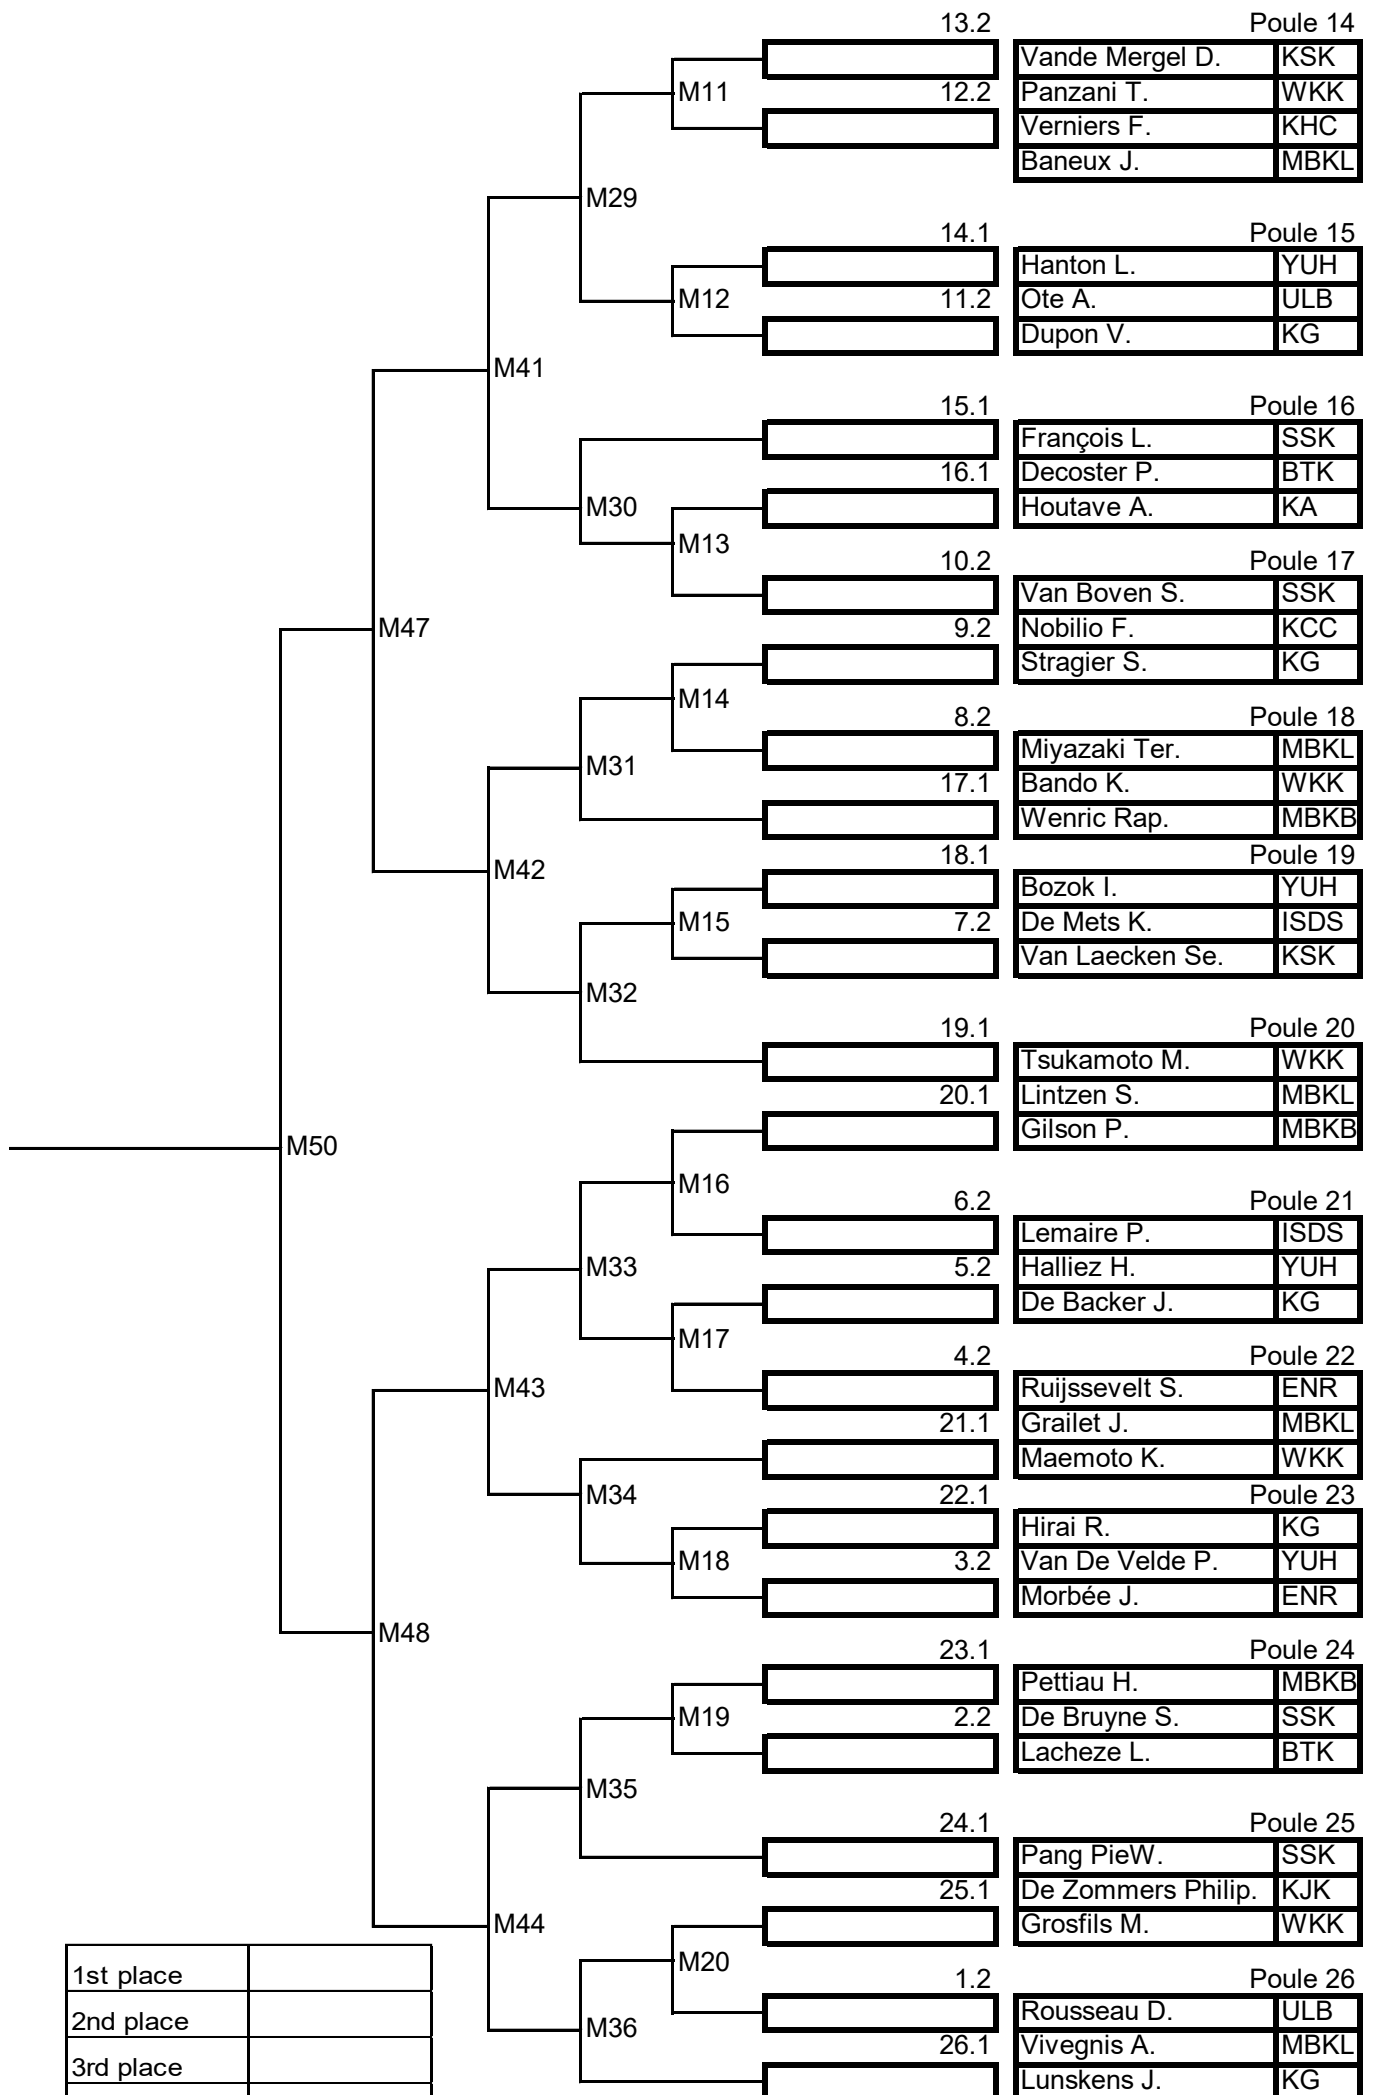 13.2 Poule 14
Vande Mergel D. KSK
M11 12.2 Panzani T. WKK
Verniers F. KHC
Baneux J. MBKL
M29
14.1 Poule 15
Hanton L. YUH
M12 11.2 Ote A. ULB
Dupon V. KG
M41
15.1 Poule 16
François L. SSK
16.1 Decoster P. BTK
M30 Houtave A. KA
M13
10.2 Poule 17
Van Boven S. SSK
M47 9.2 Nobilio F. KCC
Stragier S. KG
M14
8.2 Poule 18
Miyazaki Ter. MBKL
M31
17.1 Bando K. WKK
Wenric Rap. MBKB
18.1 Poule 19
M42
Bozok I. YUH
M15 7.2 De Mets K. ISDS
Van Laecken Se. KSK
M32
19.1 Poule 20
Tsukamoto M. WKK
20.1 Lintzen S. MBKL
Gilson P. MBKB
M50
M16
6.2 Poule 21
Lemaire P. ISDS
M33 5.2 Halliez H. YUH
De Backer J. KG
M17
4.2 Poule 22
M43 Ruijssevelt S. ENR
21.1 Grailet J. MBKL
Maemoto K. WKK
M34 22.1 Poule 23
Hirai R. KG
M18 3.2 Van De Velde P. YUH
Morbée J. ENR
M48
23.1 Poule 24
Pettiau H. MBKB
M19 2.2 De Bruyne S. SSK
Lacheze L. BTK
M35
24.1 Poule 25
Pang PieW. SSK
25.1 De Zommers Philip. KJK
M44 Grosfils M. WKK
M20
1st place 1.2 Poule 26
Rousseau D. ULB
2nd place M36
26.1 Vivegnis A. MBKL
3rd place
Lunskens J. KG